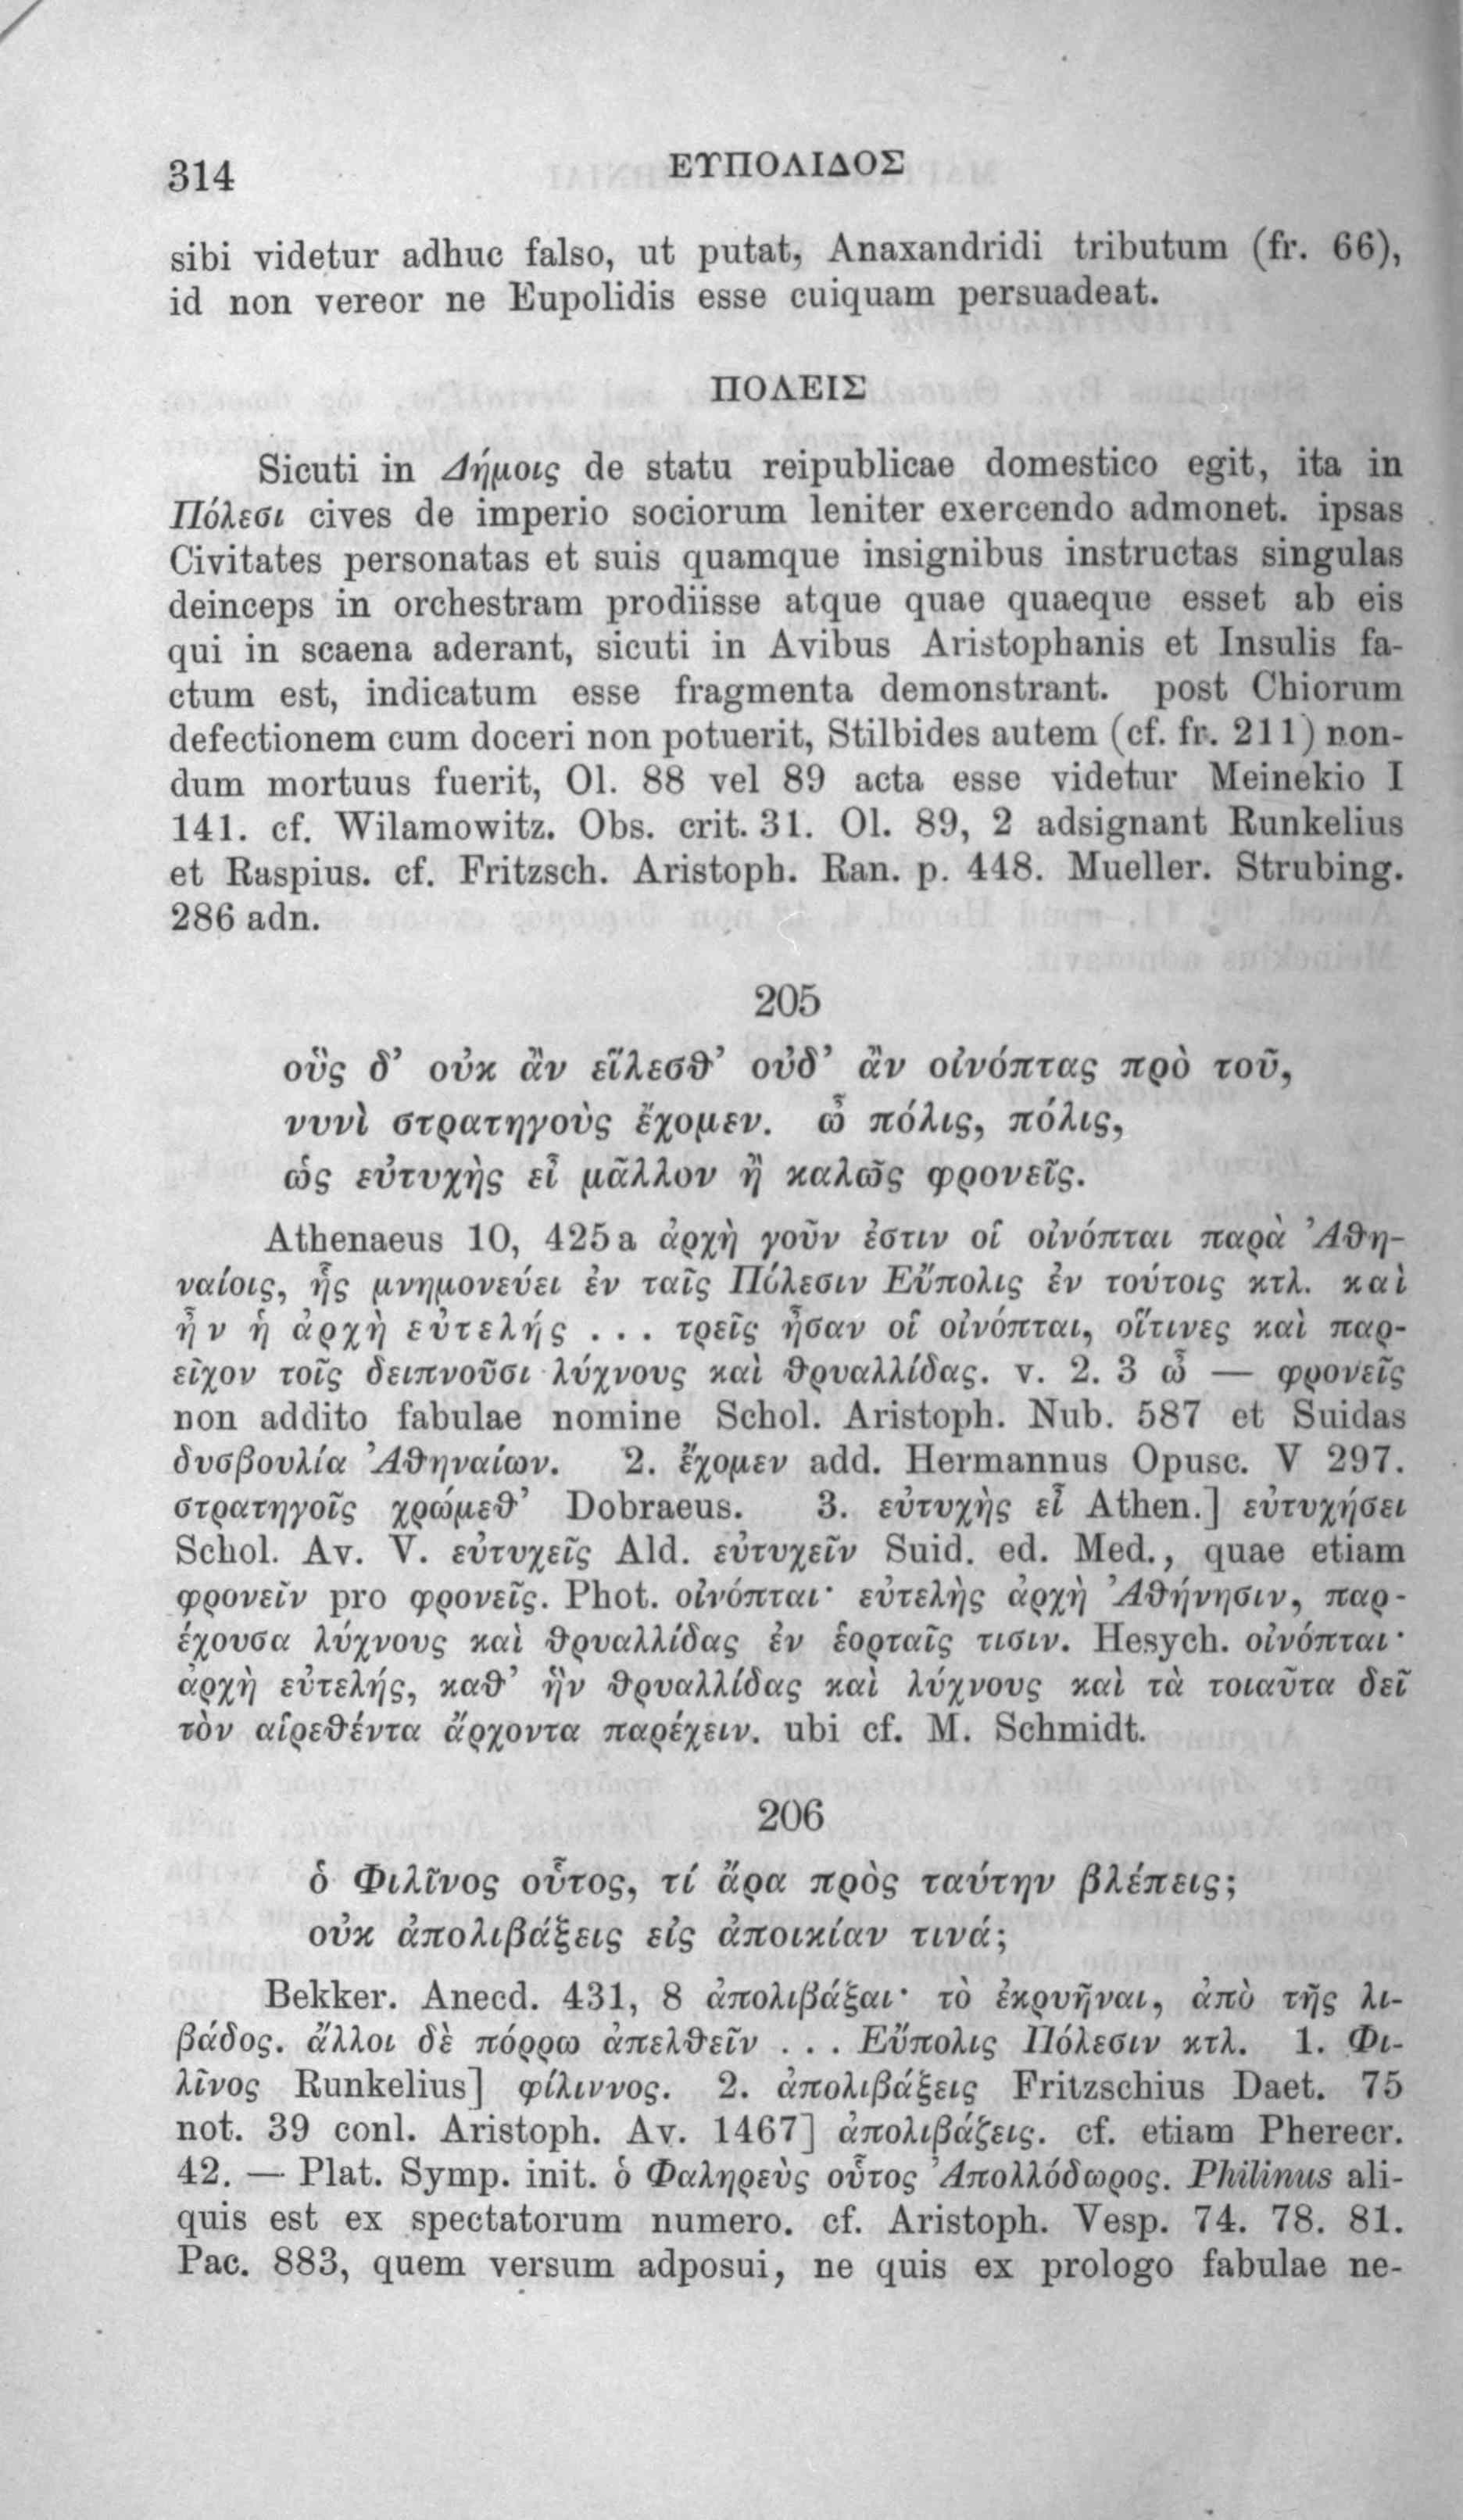 314
ΕΥΠΟΛΙΔΟΣ
sibi videtur adhuc falso, ut putat, Anaxandridi tributum (fr. 66),
id non vereor ne Eupolidis esse cuiquam persuadeat.
ΠΟΛΕΙΣ
Sicuti in Δήμοις de statu reipublicae domestico egit, ita in
Πόλεσι cives de imperio sociorum leniter exercendo admonet. ipsas
Civitates personatas et suis quamque insignibus instructas singulas
deinceps in orchestram prodiisse atque quae quaeque esset ab eis
qui in scaena aderant, sicuti in Avibus Aristophanis et Insulis fa-
ctum est, indicatum esse fragmenta demonstrant. post Chiorum
defectionem cum doceri non potuerit, Stilbides autem (cf. fr. 211) non-
dum mortuus fuerit, Ol. 88 vel 89 acta esse videtur Meinekio I
141. cf. Wilamowitz. Obs. crit. 31. Ol. 89, 2 adsignant Runkelius
et Raspius. cf. Fritzsch. Aristoph. Ran. p. 448. Mueller. Strubing.
286 adn.
205
οὓς δ’ οὐκ ἂν εἵλεσθ’ οὐδ’ ἂν οἰνόπτας πρὸ τοῦ,
νυνὶ στρατηγοὺς ἔχομεν. ὦ πόλις, πόλις,
ὡς εὐτυχὴς εἶ μᾶλλον ἢ καλῶς φρονεῖς.
Athenaeus 10, 425a ἀρχὴ γοῦν ἐστιν οἱ οἰνόπται παρὰ Ἀθη-
ναίοις, ἧς μνημονεύει ἐν ταῖς Πόλεσιν Εὔπολις ἐν τούτοις κτλ. καὶ
ἦν ἡ ἀρχὴ εὐτελής ... τρεῖς ἦσαν οἱ οἰνόπται, οἵτινες καὶ παρ-
εῖχον τοῖς δειπνοῦσι λύχνους καὶ θρυαλλίδας. v. 2. 3 ὦ — φρονεῖς
non addito fabulae nomine Schol. Aristoph. Nub. 587 et Suidas
δυσβουλία Ἀθηναίων. 2. ἔχομεν add. Hermannus Opusc. V 297.
στρατηγοῖς χρώμεθ’ Dobraeus. 3. εὐτυχὴς εἶ Athen.] εὐτυχήσει
Schol. Av. V. εὐτυχεῖς Ald. εὐτυχεῖν Suid. ed. Med., quae etiam
φρονεῖν pro φρονεῖς. Phot. οἰνόπται· εὐτελὴς ἀρχὴ Ἀθήνησιν, παρ-
έχουσα λύχνους καὶ θρυαλλίδας ἐν ἑορταῖς τισιν. Hesych. οἰνόπται·
ἀρχὴ εὐτελής, καθ’ ἣν θρυαλλίδας καὶ λύχνους καὶ τὰ τοιαῦτα δεῖ
τὸν αἱρεθέντα ἄρχοντα παρέχειν. ubi cf. M. Schmidt.
206
ὁ Φιλῖνος οὗτος, τί ἄρα πρὸς ταύτην βλέπεις;
οὐκ ἀπολιβάξεις εἰς ἀποικίαν τινά;
Bekker. Anecd. 431, 8 ἀπολιβάξαι· τὸ ἐκρυῆναι, ἀπὸ τῆς λι-
βάδος. ἄλλοι δὲ πόρρω ἀπελθεῖν ... Εὔπολις Πόλεσιν κτλ. 1. Φι-
λῖνος Runkelius] φίλιννος. 2. ἀπολιβάξεις Fritzschius Daet. 75
not. 39 conl. Aristoph. Av. 1467] ἀπολιβάζεις. cf. etiam Pherecr.
42. — Plat. Symp. init. ὁ Φαληρεὺς οὗτος Ἀπολλόδωρος. Philinus ali-
quis est ex spectatorum numero. cf. Aristoph. Vesp. 74. 78. 81.
Pac. 883, quem versum adposui, ne quis ex prologo fabulae ne-